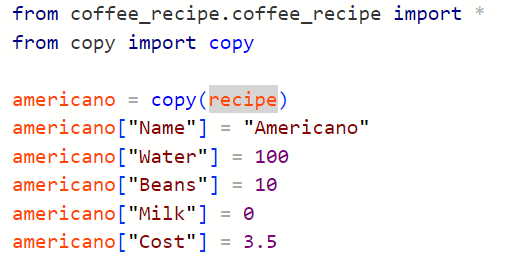 from coffee_recipe.coffee_recipe import *
from copy import copy
americano = copy(recipe)
americano["Name"] = "Americano"
americano["Water"] = 100
americano["Beans"] = 10
americano["Milk"] = 0
americano["Cost"] = 3.5